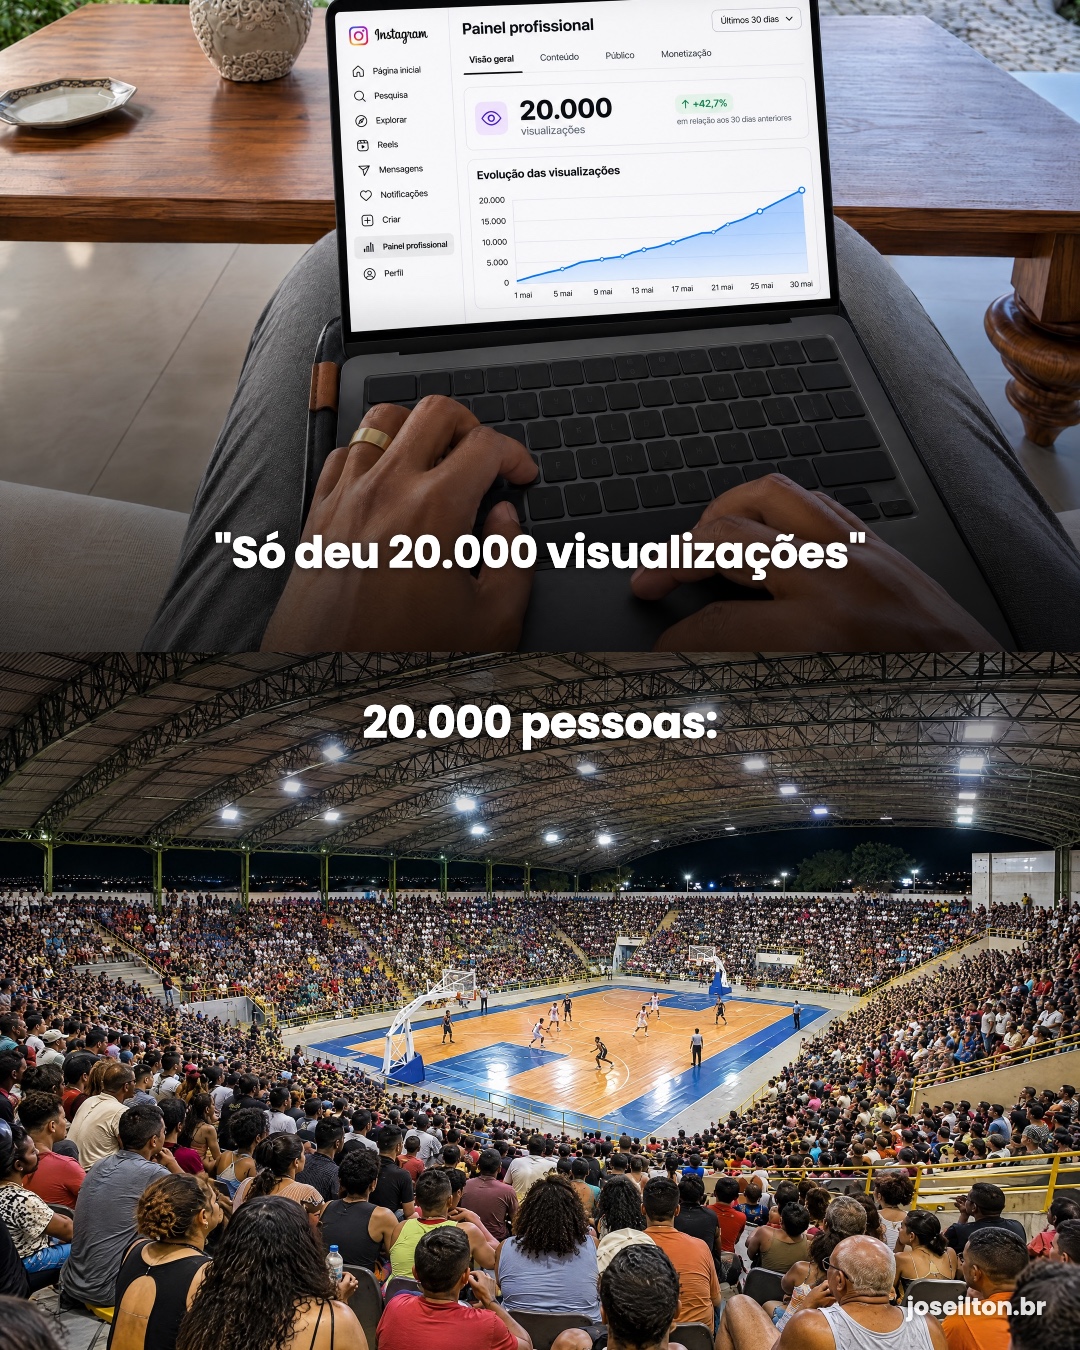 Instagram
Página inicial
Pesquisa
Explorar
Reels
Mensagens
Notificações
Criar
Painel profissional
Perfil
Painel profissional
Últimos 30 dias
Visão geral
Conteúdo
Público
Monetização
20.000
visualizações
+42,7%
em relação aos 30 dias anteriores
Evolução das visualizações
20.000
15.000
10.000
5.000
0
1 mai
5 mai
9 mai
13 mai
17 mai
21 mai
25 mai
30 mai
"Só deu 20.000 visualizações"
20.000 pessoas:
joseilton.br